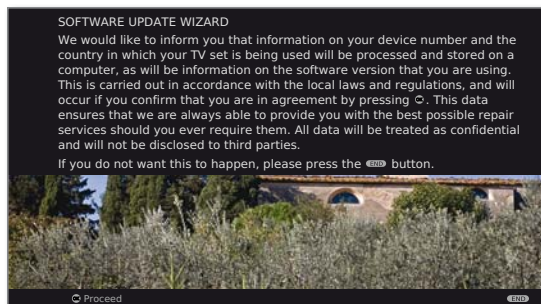 SOFTWARE UPDATE WIZARD
We would like to inform you that information on your device number and the
country in which your TV set is being used will be processed and stored on a
computer, as will be information on the software version that you are using.
This is carried out in accordance with the local laws and regulations, and will
occur if you confirm that you are in agreement by pressing OK. This data
ensures that we are always able to provide you with the best possible repair
services should you ever require them. All data will be treated as confidential
and will not be disclosed to third parties.
If you do not want this to happen, please press the END button.
OK Proceed
END